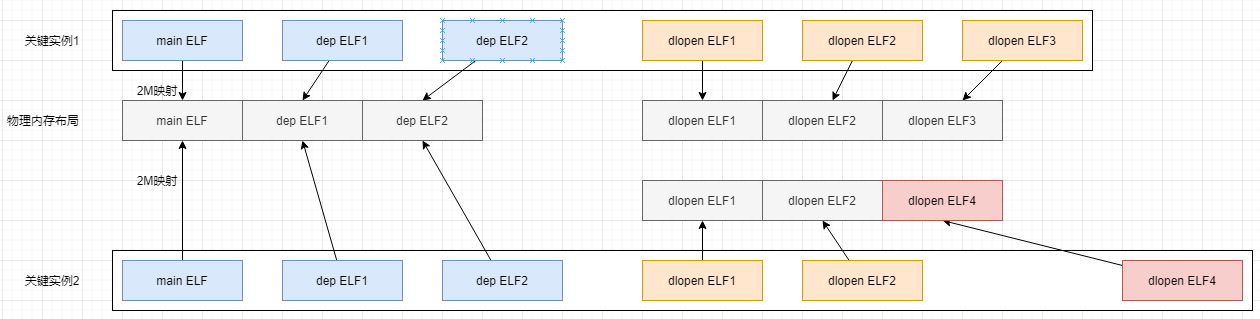 关键实例1
main ELF
dep ELF1
dep ELF2
dlopen ELF1
dlopen ELF2
dlopen ELF3
2M映射
物理内存布局
main ELF
dep ELF1
dep ELF2
dlopen ELF1
dlopen ELF2
dlopen ELF3
2M映射
dlopen ELF1
dlopen ELF2
dlopen ELF4
关键实例2
main ELF
dep ELF1
dep ELF2
dlopen ELF1
dlopen ELF2
dlopen ELF4